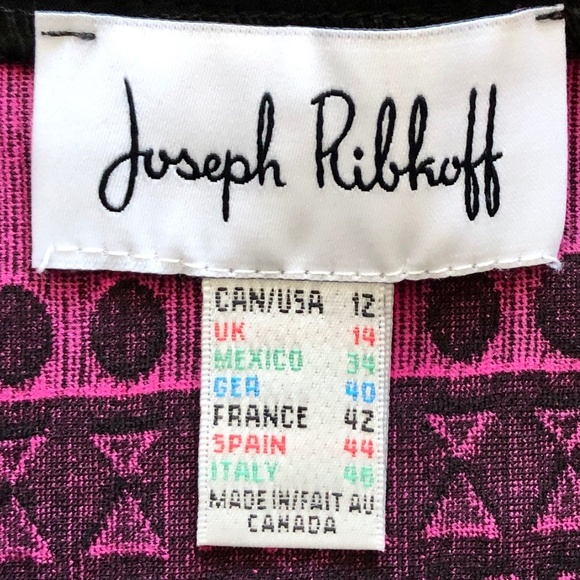 Joseph Ribkoff
CAN/USA 12
UK 14
MEXICO 34
GER 40
FRANCE 42
SPAIN 44
ITALY 46
MADE IN/FAIT AU
CANADA